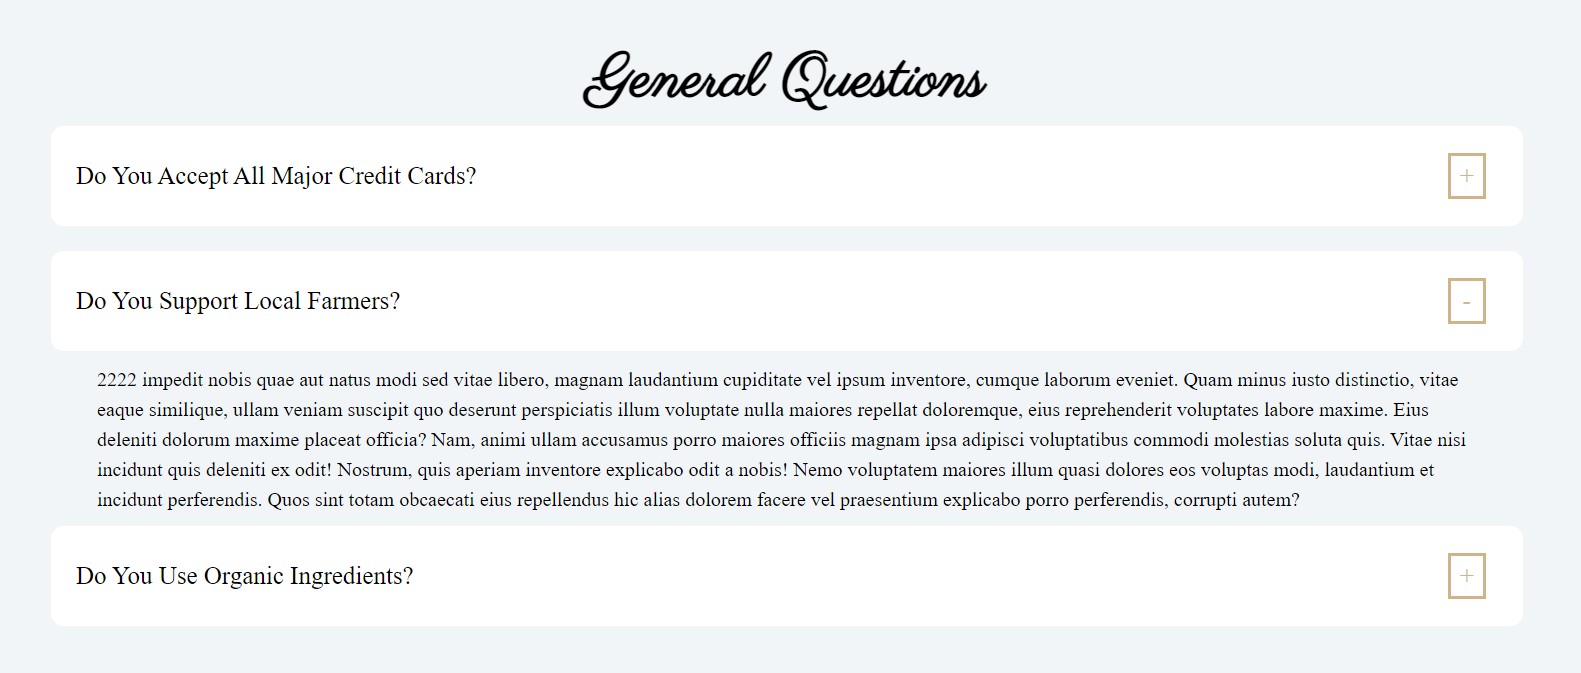 General Questions
Do You Accept All Major Credit Cards?
+
Do You Support Local Farmers?
-
2222 impedit nobis quae aut natus modi sed vitae libero, magnam laudantium cupiditate vel ipsum inventore, cumque laborum eveniet. Quam minus iusto distinctio, vitae
eaque similique, ullam veniam suscipit quo deserunt perspiciatis illum voluptate nulla maiores repellat doloremque, eius reprehenderit voluptates labore maxime. Eius
deleniti dolorum maxime placeat officia? Nam, animi ullam accusamus porro maiores officiis magnam ipsa adipisci voluptatibus commodi molestias soluta quis. Vitae nisi
incidunt quis deleniti ex odit! Nostrum, quis aperiam inventore explicabo odit a nobis! Nemo voluptatem maiores illum quasi dolores eos voluptas modi, laudantium et
incidunt perferendis. Quos sint totam obcaecati eius repellendus hic alias dolorem facere vel praesentium explicabo porro perferendis, corrupti autem?
Do You Use Organic Ingredients?
+